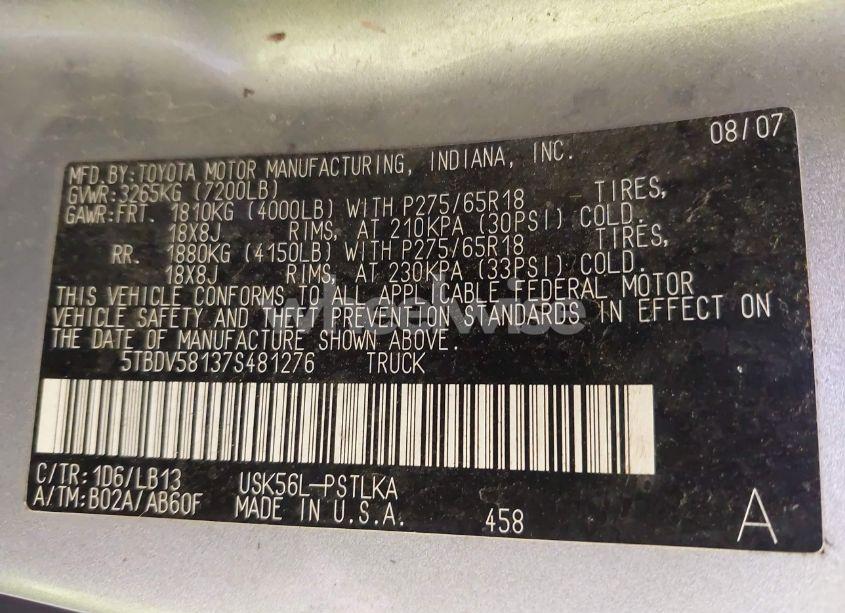 08/07
MFD.BY:TOYOTA MOTOR MANUFACTURING, INDIANA, INC.
GVWR:3265KG (7200LB)
GAWR:FRT. 1810KG (4000LB) WITH P275/65R18 TIRES,
18X8J RIMS, AT 210KPA (30PSI) COLD.
RR. 1880KG (4150LB) WITH P275/65R18 TIRES,
18X8J RIMS, AT 230KPA (33PSI) COLD.
THIS VEHICLE CONFORMS TO ALL APPLICABLE FEDERAL MOTOR
VEHICLE SAFETY AND THEFT PREVENTION STANDARDS IN EFFECT ON
THE DATE OF MANUFACTURE SHOWN ABOVE.
wheelwise
5TBDV58137S481276 TRUCK
C/TR:1D6/LB13 USK56L-PSTLKA
A/TM:B02A/AB60F MADE IN U.S.A. 458 A